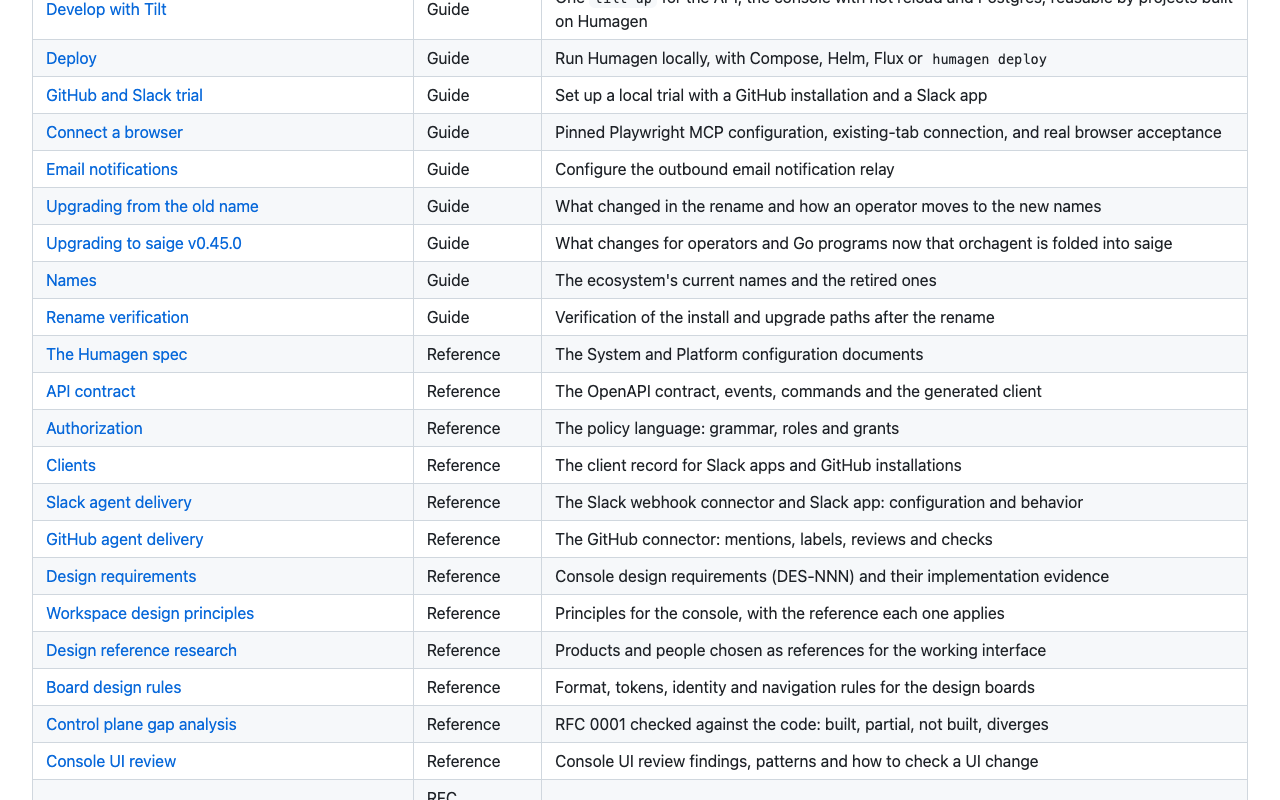 Develop with Tilt Guide One till up for the API, the console with hot reload and Postgres, reusable by projects built
on Humagen
Deploy Guide Run Humagen locally, with Compose, Helm, Flux or humagen deploy
GitHub and Slack trial Guide Set up a local trial with a GitHub installation and a Slack app
Connect a browser Guide Pinned Playwright MCP configuration, existing-tab connection, and real browser acceptance
Email notifications Guide Configure the outbound email notification relay
Upgrading from the old name Guide What changed in the rename and how an operator moves to the new names
Upgrading to saige v0.45.0 Guide What changes for operators and Go programs now that orchagent is folded into saige
Names Guide The ecosystem's current names and the retired ones
Rename verification Guide Verification of the install and upgrade paths after the rename
The Humagen spec Reference The System and Platform configuration documents
API contract Reference The OpenAPI contract, events, commands and the generated client
Authorization Reference The policy language: grammar, roles and grants
Clients Reference The client record for Slack apps and GitHub installations
Slack agent delivery Reference The Slack webhook connector and Slack app: configuration and behavior
GitHub agent delivery Reference The GitHub connector: mentions, labels, reviews and checks
Design requirements Reference Console design requirements (DES-NNN) and their implementation evidence
Workspace design principles Reference Principles for the console, with the reference each one applies
Design reference research Reference Products and people chosen as references for the working interface
Board design rules Reference Format, tokens, identity and navigation rules for the design boards
Control plane gap analysis Reference RFC 0001 checked against the code: built, partial, not built, diverges
Console UI review Reference Console UI review findings, patterns and how to check a UI change
RFC